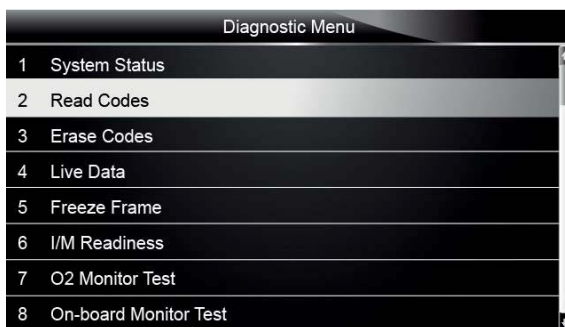 Diagnostic Menu
1 System Status
2 Read Codes
3 Erase Codes
4 Live Data
5 Freeze Frame
6 I/M Readiness
7 O2 Monitor Test
8 On-board Monitor Test